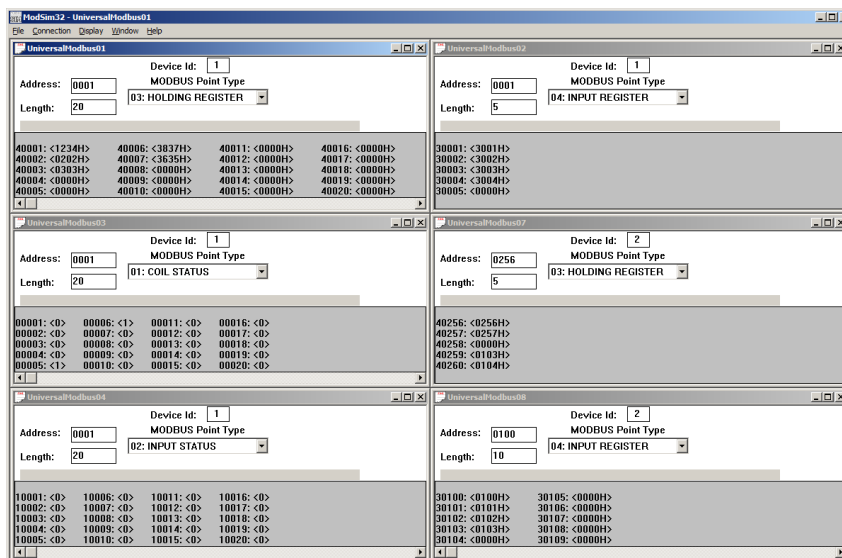 ModSim32 - UniversalModbus01
File Connection Display Window Help
UniversalModbus01
Device Id: 1
Address: 0001
MODBUS Point Type
03: HOLDING REGISTER
Length: 20
40001: <1234H> 40006: <3837H> 40011: <0000H> 40016: <0000H>
40002: <0202H> 40007: <3635H> 40012: <0000H> 40017: <0000H>
40003: <0303H> 40008: <0000H> 40013: <0000H> 40018: <0000H>
40004: <0000H> 40009: <0000H> 40014: <0000H> 40019: <0000H>
40005: <0000H> 40010: <0000H> 40015: <0000H> 40020: <0000H>
UniversalModbus02
Device Id: 1
Address: 0001
MODBUS Point Type
04: INPUT REGISTER
Length: 5
30001: <3001H>
30002: <3002H>
30003: <3003H>
30004: <3004H>
30005: <0000H>
UniversalModbus03
Device Id: 1
Address: 0001
MODBUS Point Type
01: COIL STATUS
Length: 20
00001: <0> 00006: <1> 00011: <0> 00016: <0>
00002: <0> 00007: <0> 00012: <0> 00017: <0>
00003: <0> 00008: <0> 00013: <0> 00018: <0>
00004: <0> 00009: <0> 00014: <0> 00019: <0>
00005: <1> 00010: <0> 00015: <0> 00020: <0>
UniversalModbus07
Device Id: 2
Address: 0256
MODBUS Point Type
03: HOLDING REGISTER
Length: 5
40256: <0256H>
40257: <0257H>
40258: <0000H>
40259: <0103H>
40260: <0104H>
UniversalModbus04
Device Id: 1
Address: 0001
MODBUS Point Type
02: INPUT STATUS
Length: 20
10001: <0> 10006: <0> 10011: <0> 10016: <0>
10002: <0> 10007: <0> 10012: <0> 10017: <0>
10003: <0> 10008: <0> 10013: <0> 10018: <0>
10004: <0> 10009: <0> 10014: <0> 10019: <0>
10005: <0> 10010: <0> 10015: <0> 10020: <0>
UniversalModbus08
Device Id: 2
Address: 0100
MODBUS Point Type
04: INPUT REGISTER
Length: 10
30100: <0100H> 30105: <0000H>
30101: <0101H> 30106: <0000H>
30102: <0102H> 30107: <0000H>
30103: <0103H> 30108: <0000H>
30104: <0000H> 30109: <0000H>